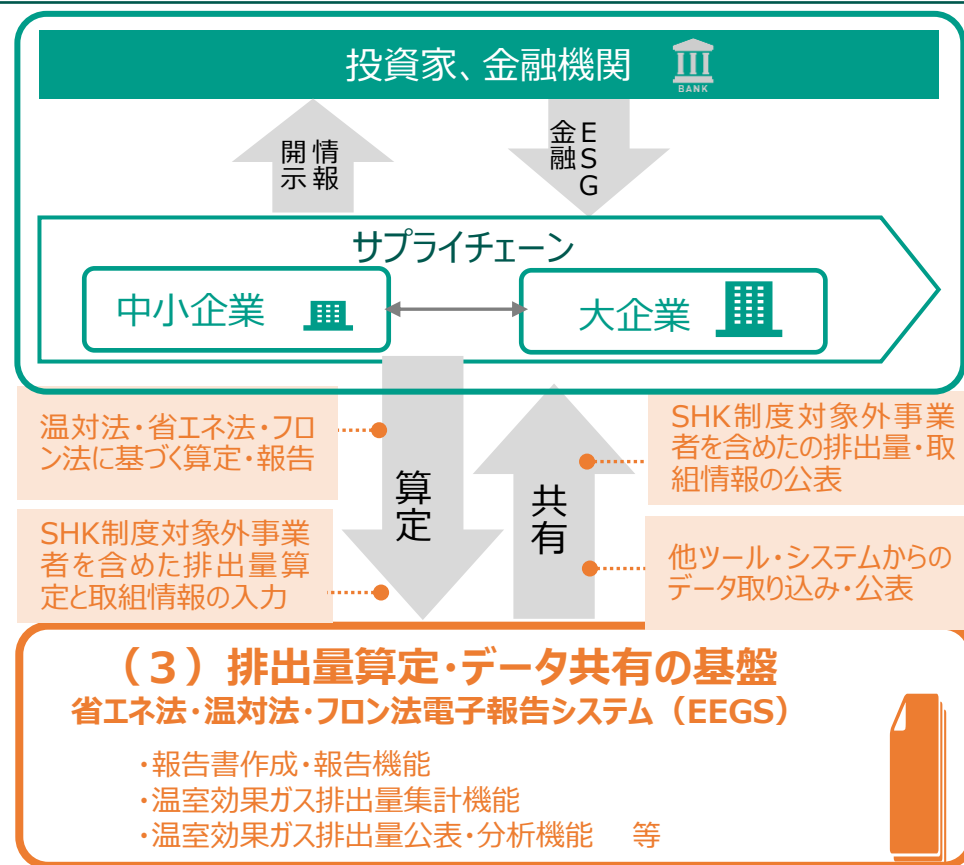 投資家、金融機関
BANK
情報
開示
ESG
金融
サプライチェーン
中小企業
大企業
温対法・省エネ法・フロ
ン法に基づく算定・報告
SHK制度対象外事業
者を含めた排出量算
定と取組情報の入力
算定
共有
SHK制度対象外事業
者を含めたの排出量・取
組情報の公表
他ツール・システムからの
データ取り込み・公表
（３）排出量算定・データ共有の基盤
省エネ法・温対法・フロン法電子報告システム（EEGS）
・報告書作成・報告機能
・温室効果ガス排出量集計機能
・温室効果ガス排出量公表・分析機能　等